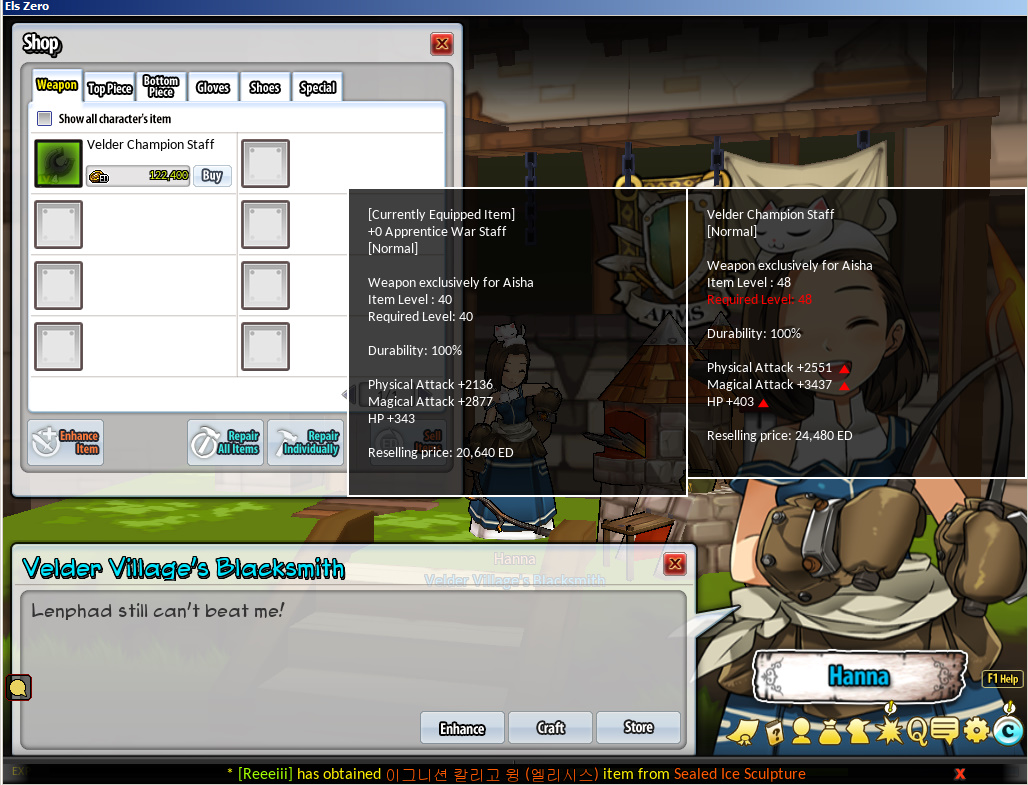 Els Zero
Shop
Weapon
Top Piece
Bottom Piece
Gloves
Shoes
Special
Show all character's item
Velder Champion Staff
ED 122,400
Buy
[Currently Equipped Item]
+0 Apprentice War Staff
[Normal]
Weapon exclusively for Aisha
Item Level : 40
Required Level: 40
Durability: 100%
Physical Attack +2136
Magical Attack +2877
HP +343
Reselling price: 20,640 ED
Velder Champion Staff
[Normal]
Weapon exclusively for Aisha
Item Level : 48
Required Level: 48
Durability: 100%
Physical Attack +2551
Magical Attack +3437
HP +403
Reselling price: 24,480 ED
ARMS
Enhance Item
Repair All Items
Repair Individually
Sell
Hanna
Velder Village's Blacksmith
Velder Village's Blacksmith
Lenphad still can't beat me!
Enhance
Craft
Store
Hanna
F1 Help
* [Reeeiii] has obtained 이그니션 칼리고 윙 (엘리시스) item from Sealed Ice Sculpture
X